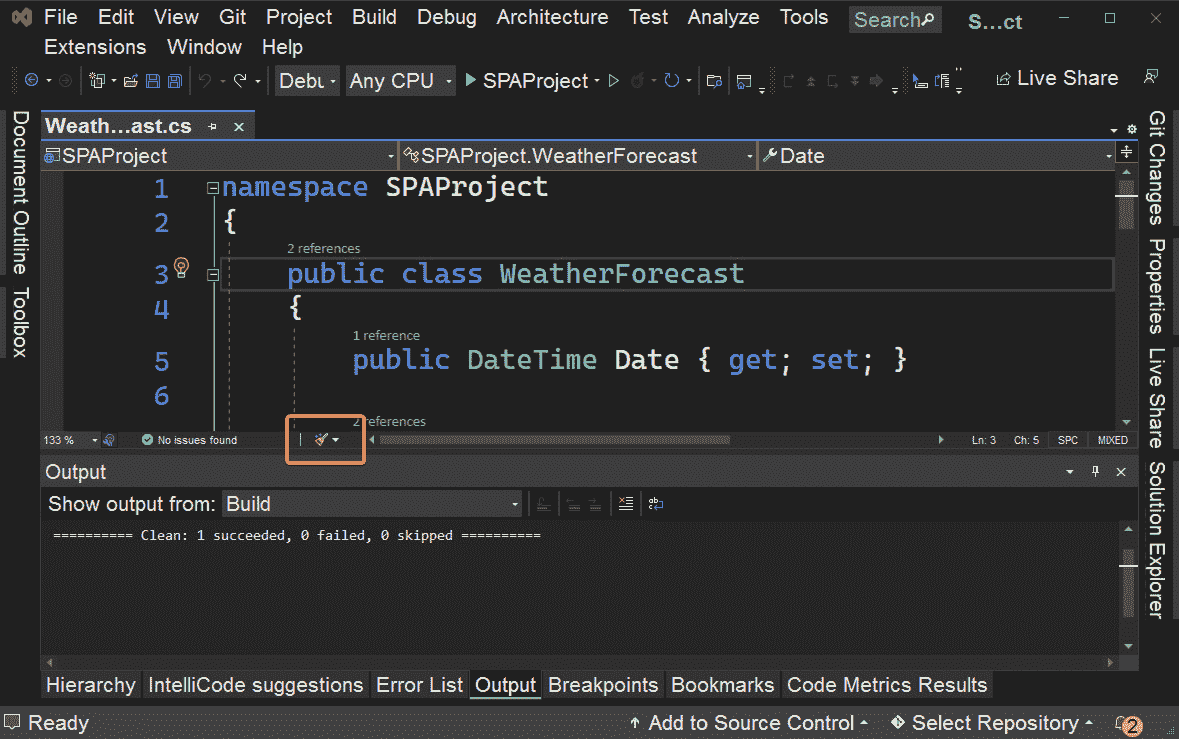 File Edit View Git Project Build Debug Architecture Test Analyze Tools Search S...ct
Extensions Window Help
Debu Any CPU SPAProject Live Share
Document Outline
Toolbox
Weath...ast.cs
SPAProject SPAProject.WeatherForecast Date
1 namespace SPAProject
2 {
2 references
3 public class WeatherForecast
4 {
1 reference
5 public DateTime Date { get; set; }
6
2 references
133 % No issues found Ln: 3 Ch: 5 SPC MIXED
Output
Show output from: Build
========== Clean: 1 succeeded, 0 failed, 0 skipped ==========
Hierarchy IntelliCode suggestions Error List Output Breakpoints Bookmarks Code Metrics Results
Git Changes
Properties
Live Share
Solution Explorer
Ready Add to Source Control Select Repository 2